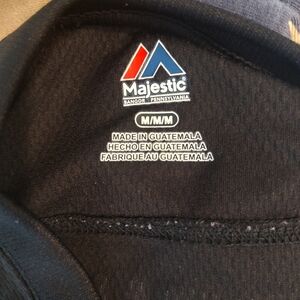 Majestic®
BANGOR PENNSYLVANIA
M/M/M
MADE IN GUATEMALA
HECHO EN GUATEMALA
FABRIQUE AU GUATEMALA